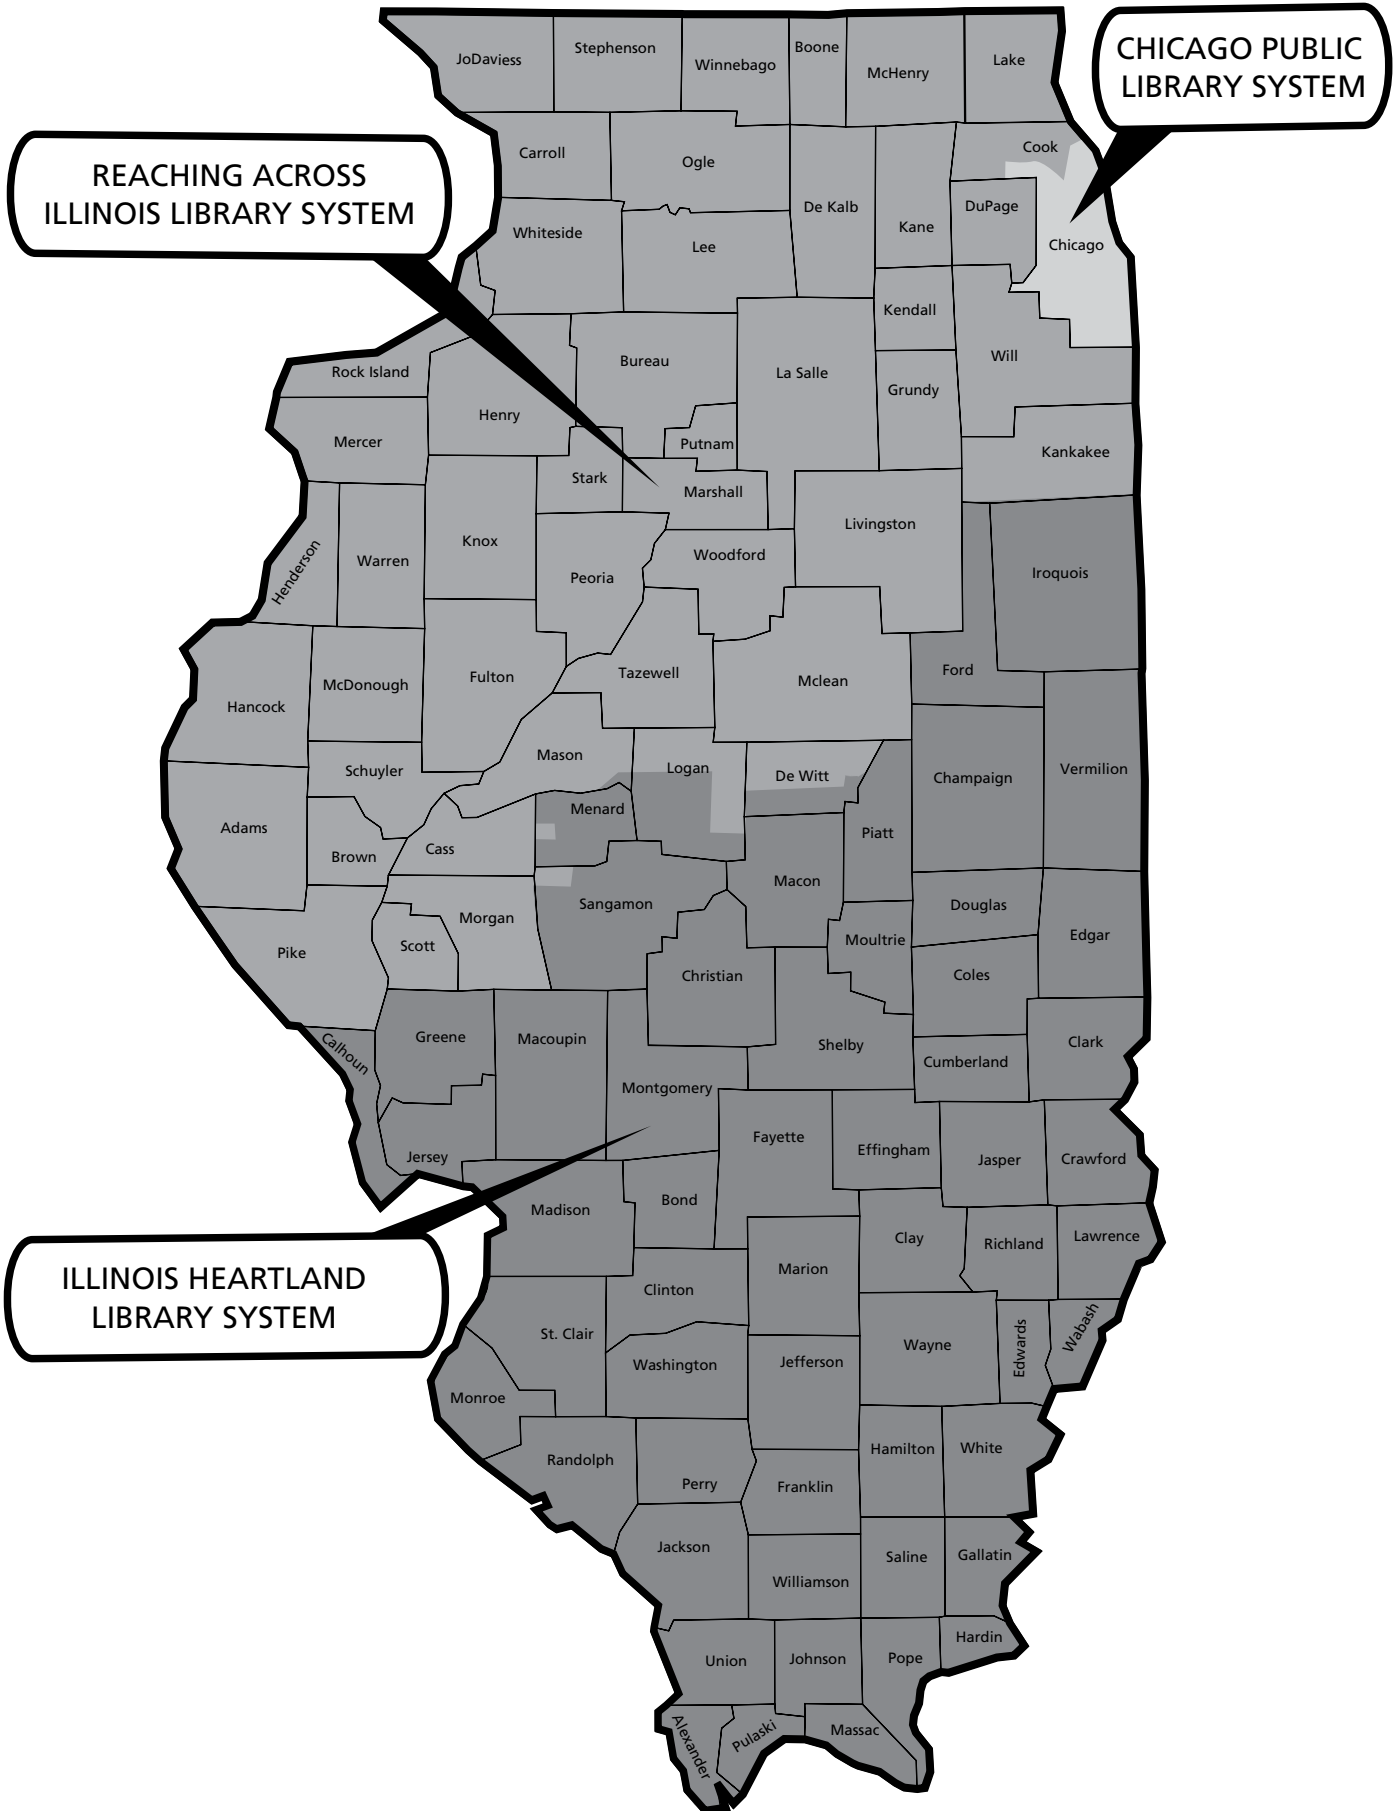 CHICAGO PUBLIC
LIBRARY SYSTEM
REACHING ACROSS
ILLINOIS LIBRARY SYSTEM
ILLINOIS HEARTLAND
LIBRARY SYSTEM
JoDaviess
Stephenson
Winnebago
Boone
McHenry
Lake
Carroll
Ogle
De Kalb
Kane
Cook
DuPage
Chicago
Whiteside
Lee
Kendall
Will
Rock Island
Henry
Bureau
La Salle
Grundy
Mercer
Putnam
Kankakee
Stark
Marshall
Livingston
Henderson
Warren
Knox
Peoria
Woodford
Iroquois
Hancock
McDonough
Fulton
Tazewell
Mclean
Ford
Schuyler
Mason
Logan
De Witt
Champaign
Vermilion
Adams
Brown
Cass
Menard
Piatt
Pike
Scott
Morgan
Sangamon
Macon
Moultrie
Douglas
Edgar
Christian
Coles
Calhoun
Greene
Macoupin
Montgomery
Shelby
Cumberland
Clark
Jersey
Fayette
Effingham
Jasper
Crawford
Madison
Bond
Clay
Richland
Lawrence
Clinton
Marion
St. Clair
Washington
Jefferson
Wayne
Edwards
Wabash
Monroe
Randolph
Perry
Franklin
Hamilton
White
Jackson
Williamson
Saline
Gallatin
Union
Johnson
Pope
Hardin
Alexander
Pulaski
Massac